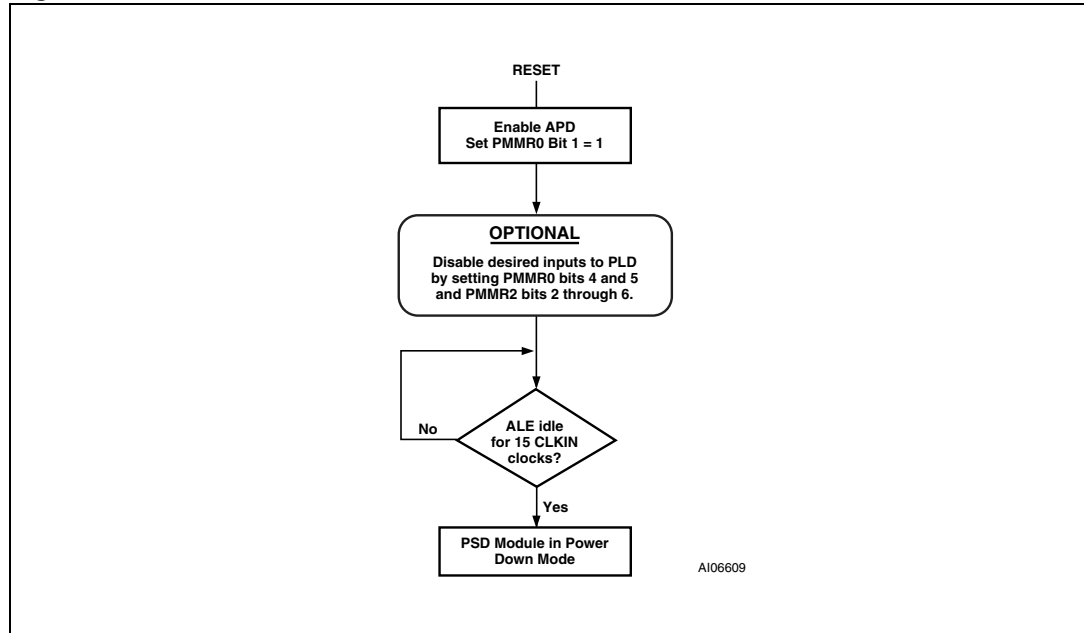 RESET
Enable APD
Set PMMR0 Bit 1 = 1
OPTIONAL
Disable desired inputs to PLD
by setting PMMR0 bits 4 and 5
and PMMR2 bits 2 through 6.
No
ALE idle
for 15 CLKIN
clocks?
Yes
PSD Module in Power
Down Mode
AI06609